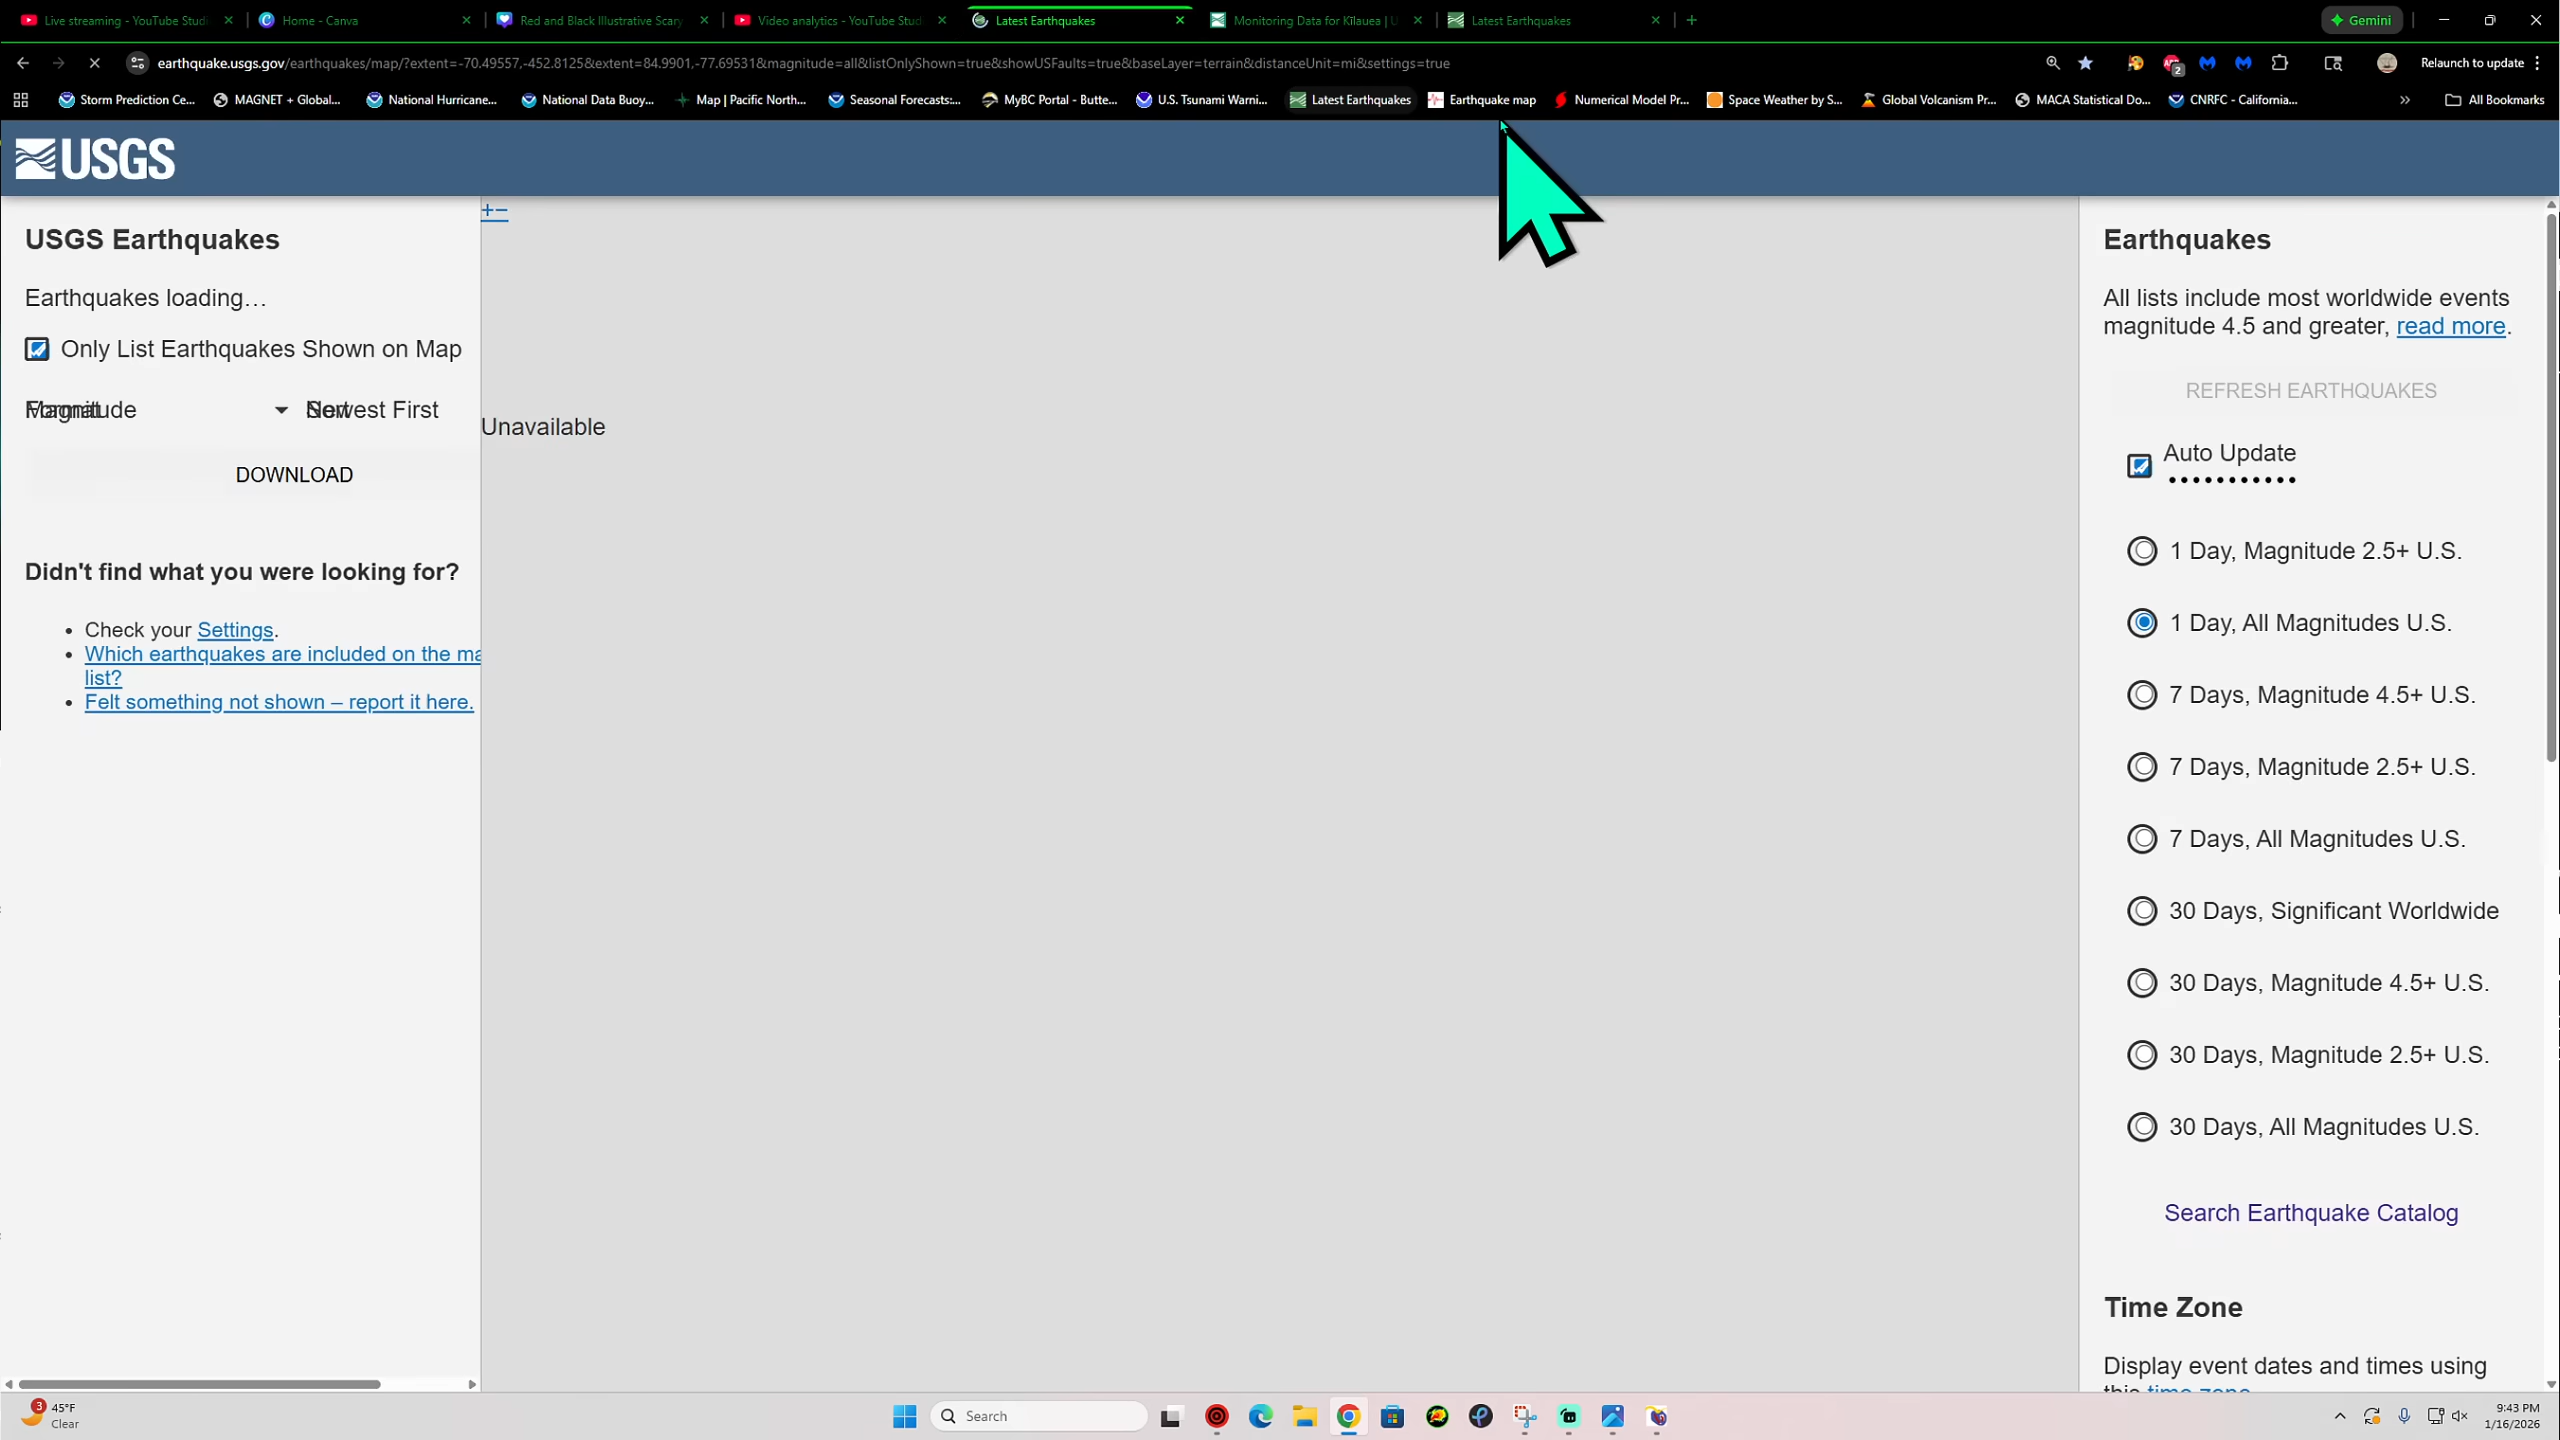 Live streaming - YouTube Studi
Home - Canva
Red and Black Illustrative Scary
Video analytics - YouTube Stud
Latest Earthquakes
Monitoring Data for Kīlauea | U
Latest Earthquakes
Gemini
earthquake.usgs.gov/earthquakes/map/?extent=-70.49557,-452.8125&extent=84.9901,-77.69531&magnitude=all&listOnlyShown=true&showUSFaults=true&baseLayer=terrain&distanceUnit=mi&settings=true
2
Relaunch to update
Storm Prediction Ce...
MAGNET + Global...
National Hurricane...
National Data Buoy...
Map | Pacific North...
Seasonal Forecasts:...
MyBC Portal - Butte...
U.S. Tsunami Warni...
Latest Earthquakes
Earthquake map
Numerical Model Pr...
Space Weather by S...
Global Volcanism Pr...
MACA Statistical Do...
CNRFC - California...
All Bookmarks
USGS
USGS Earthquakes
Earthquakes loading…
Only List Earthquakes Shown on Map
Format
Magnitude
Sort
Newest First
DOWNLOAD
Didn't find what you were looking for?
• Check your Settings.
• Which earthquakes are included on the ma
list?
• Felt something not shown – report it here.
+−
Unavailable
Earthquakes
All lists include most worldwide events
magnitude 4.5 and greater, read more.
REFRESH EARTHQUAKES
Auto Update
1 Day, Magnitude 2.5+ U.S.
1 Day, All Magnitudes U.S.
7 Days, Magnitude 4.5+ U.S.
7 Days, Magnitude 2.5+ U.S.
7 Days, All Magnitudes U.S.
30 Days, Significant Worldwide
30 Days, Magnitude 4.5+ U.S.
30 Days, Magnitude 2.5+ U.S.
30 Days, All Magnitudes U.S.
Search Earthquake Catalog
Time Zone
Display event dates and times using
this time zone
3
45°F
Clear
Search
9:43 PM
1/16/2026